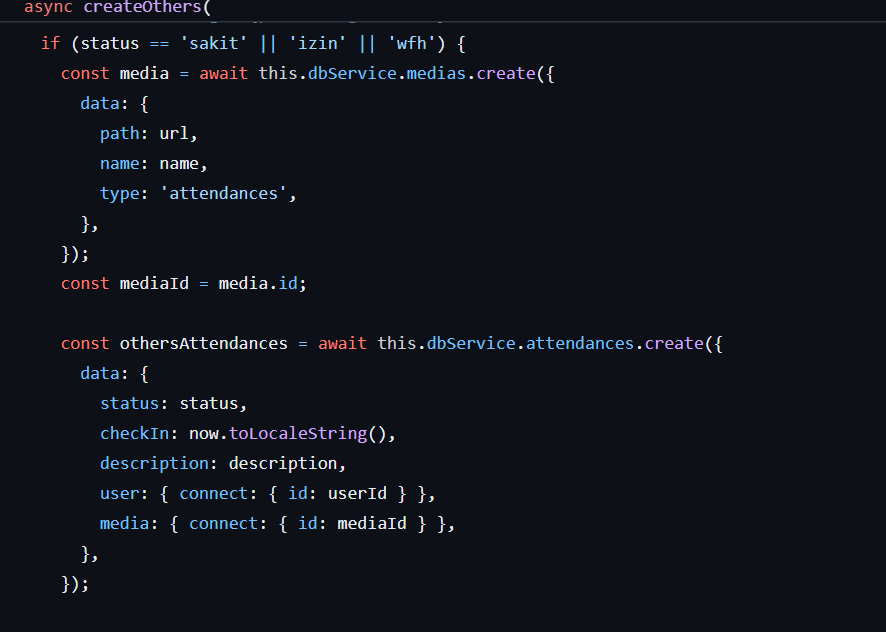 async createOthers(
if (status == 'sakit' || 'izin' || 'wfh') {
const media = await this.dbService.medias.create({
data: {
path: url,
name: name,
type: 'attendances',
},
});
const mediaId = media.id;
const othersAttendances = await this.dbService.attendances.create({
data: {
status: status,
checkIn: now.toLocaleString(),
description: description,
user: { connect: { id: userId } },
media: { connect: { id: mediaId } },
},
});